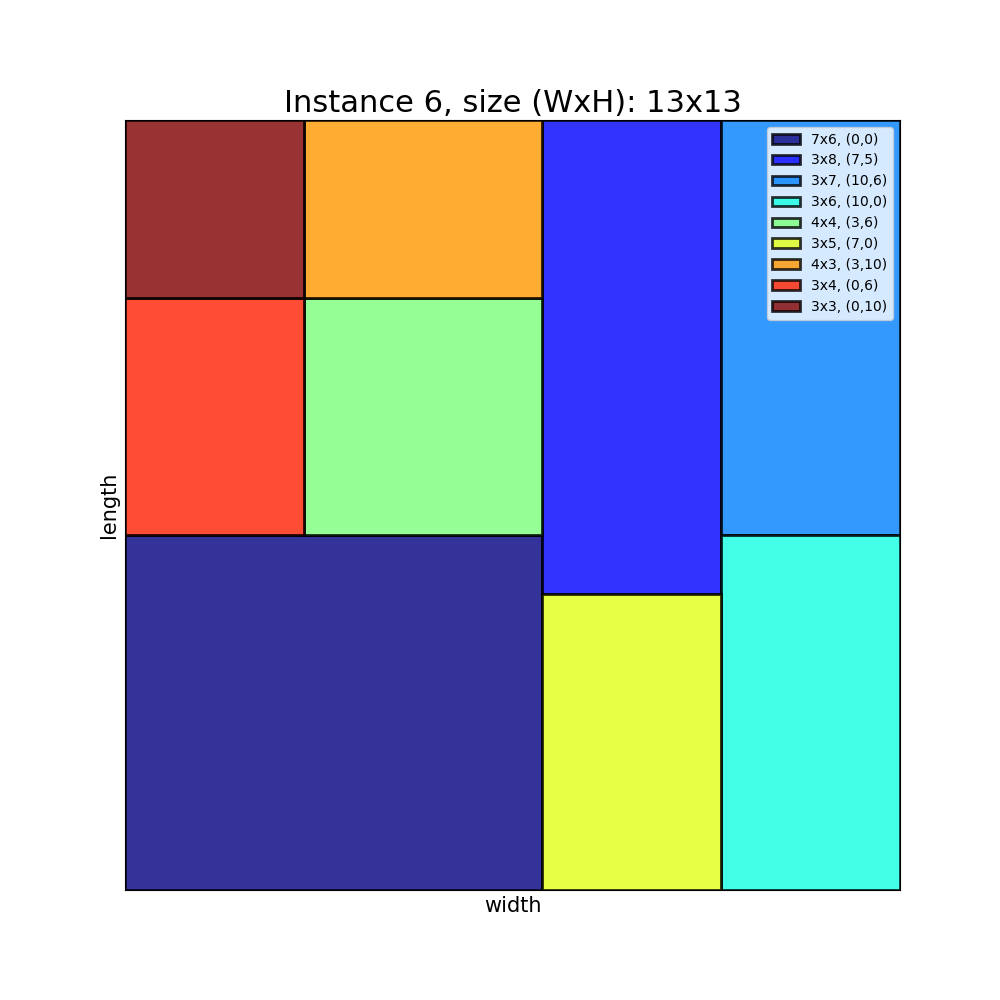 Instance 6, size (WxH): 13x13
7x6, (0,0)
3x8, (7,5)
3x7, (10,6)
3x6, (10,0)
4x4, (3,6)
3x5, (7,0)
4x3, (3,10)
3x4, (0,6)
3x3, (0,10)
length
width